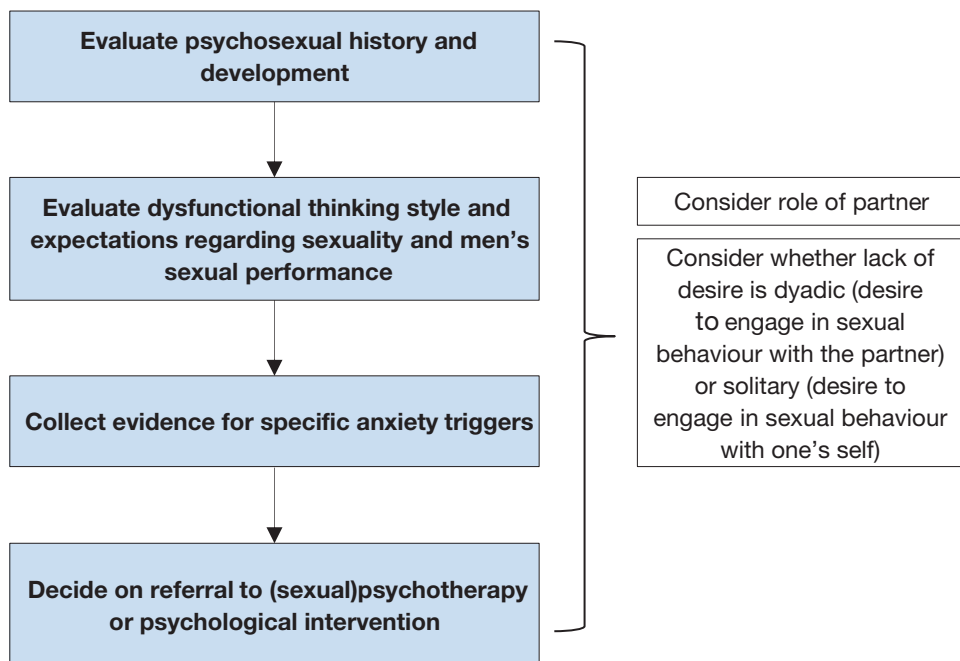 Evaluate psychosexual history and
development
Evaluate dysfunctional thinking style and
expectations regarding sexuality and men's
sexual performance
Collect evidence for specific anxiety triggers
Decide on referral to (sexual)psychotherapy
or psychological intervention
Consider role of partner
Consider whether lack of
desire is dyadic (desire
to engage in sexual
behaviour with the partner)
or solitary (desire to
engage in sexual behaviour
with one's self)